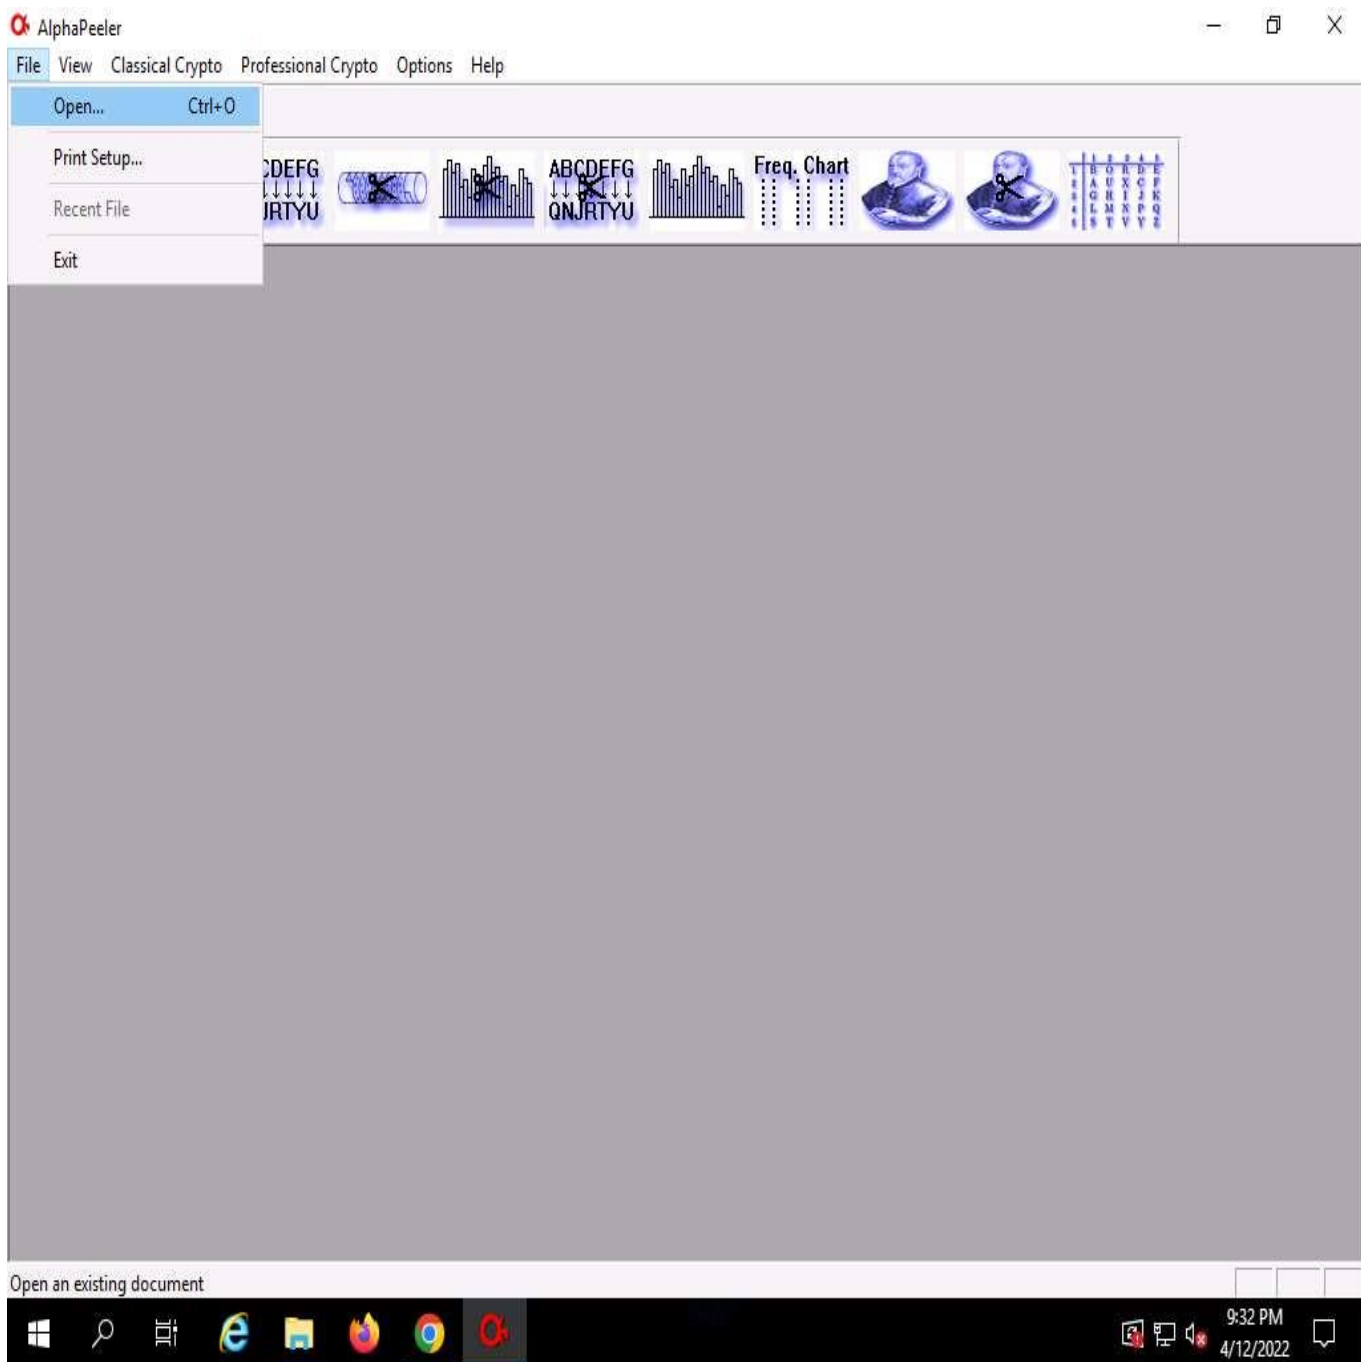 AlphaPeeler
File View Classical Crypto Professional Crypto Options Help
Open... Ctrl+O
Print Setup...
Recent File
Exit
CDEFG
JRTYU
ABCDEFG
QNJRTYU
Freq. Chart
Open an existing document
9:32 PM
4/12/2022